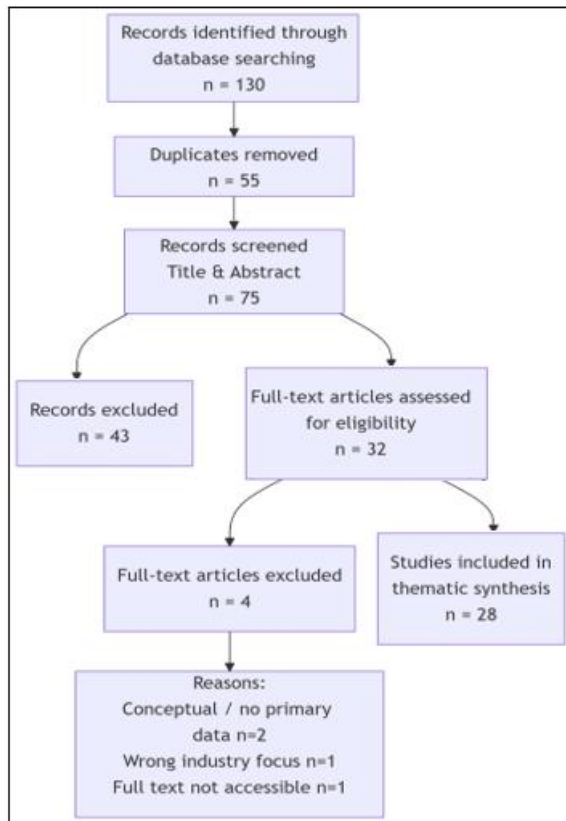 Records identified through
database searching
n = 130
Duplicates removed
n = 55
Records screened
Title & Abstract
n = 75
Records excluded
n = 43
Full-text articles assessed
for eligibility
n = 32
Full-text articles excluded
n = 4
Studies included in
thematic synthesis
n = 28
Reasons:
Conceptual / no primary
data n=2
Wrong industry focus n=1
Full text not accessible n=1